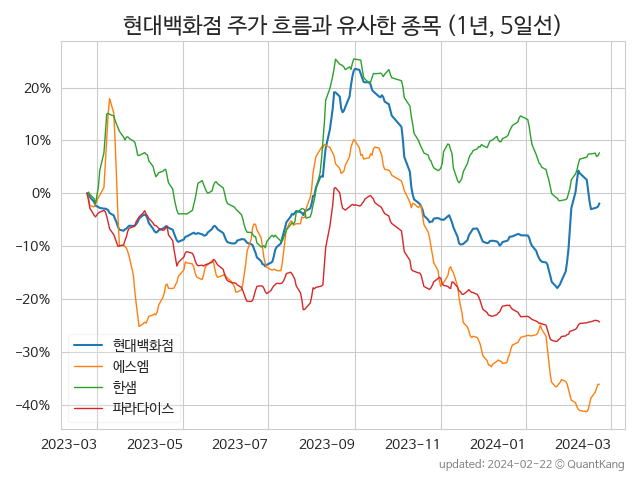 현대백화점 주가 흐름과 유사한 종목 (1년, 5일선)
20%
10%
0%
−10%
−20%
−30%
−40%
현대백화점
에스엠
한샘
파라다이스
2023-03 2023-05 2023-07 2023-09 2023-11 2024-01 2024-03
updated: 2024-02-22 ⓒ QuantKang